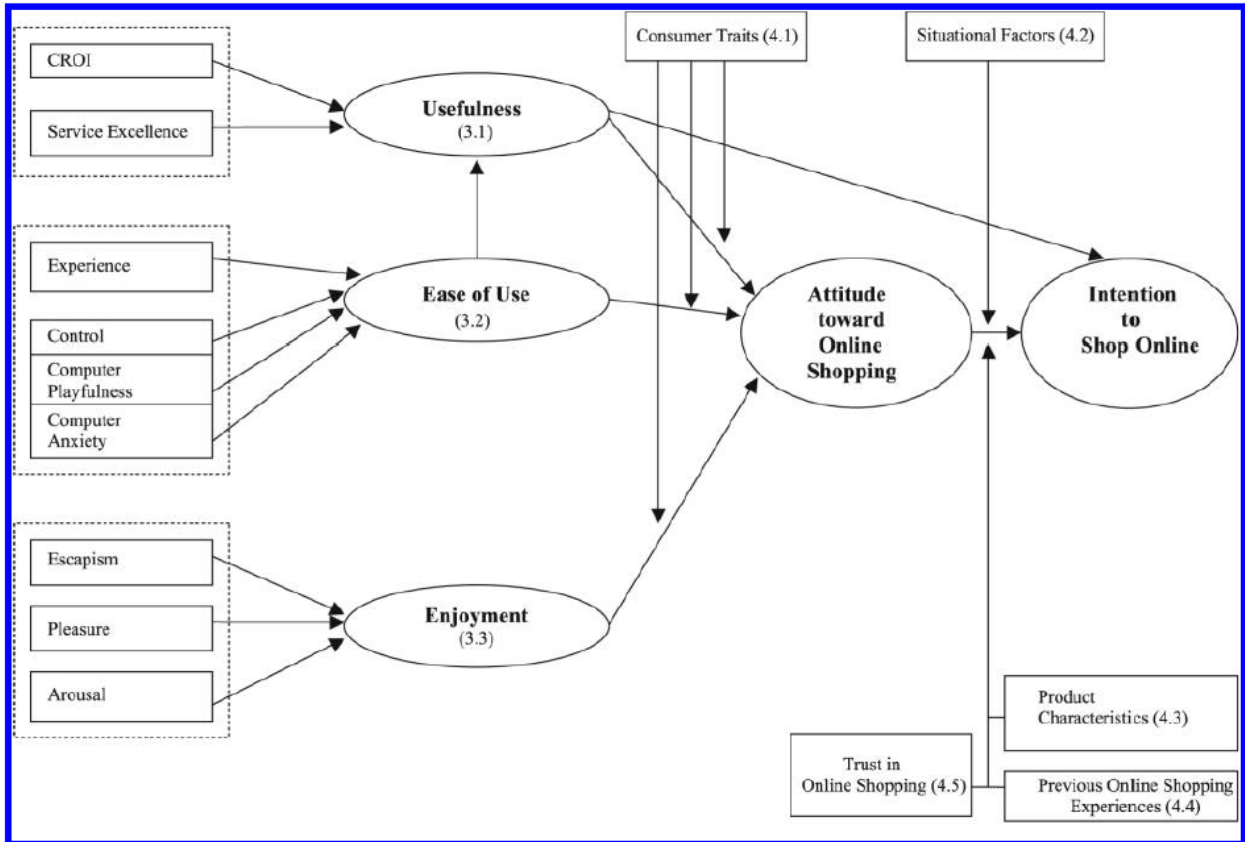 CROI
Service Excellence
Experience
Control
Computer
Playfulness
Computer
Anxiety
Escapism
Pleasure
Arousal
Usefulness
(3.1)
Ease of Use
(3.2)
Enjoyment
(3.3)
Consumer Traits (4.1)
Situational Factors (4.2)
Attitude
toward
Online
Shopping
Intention
to
Shop Online
Product
Characteristics (4.3)
Trust in
Online Shopping (4.5)
Previous Online Shopping
Experiences (4.4)